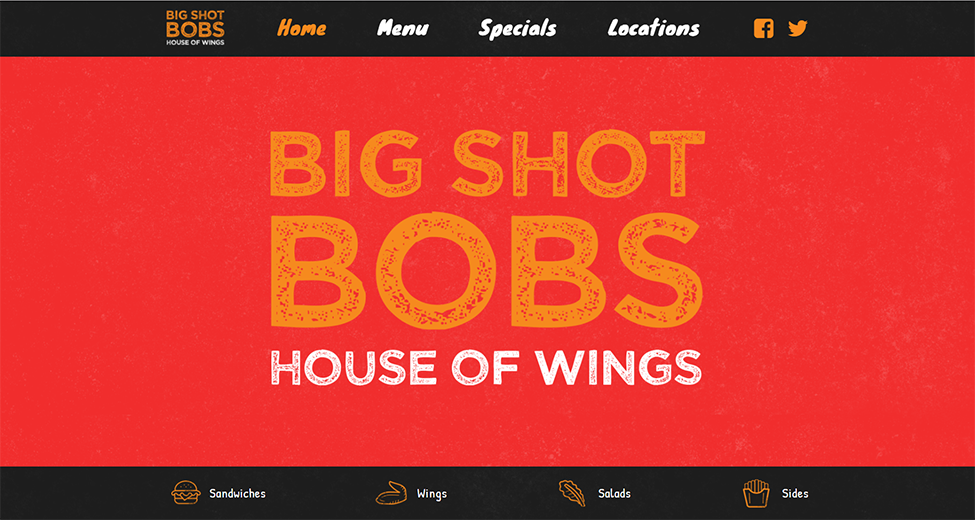 BIG SHOT
BOBS
HOUSE OF WINGS
Home Menu Specials Locations
BIG SHOT
BOBS
HOUSE OF WINGS
Sandwiches Wings Salads Sides